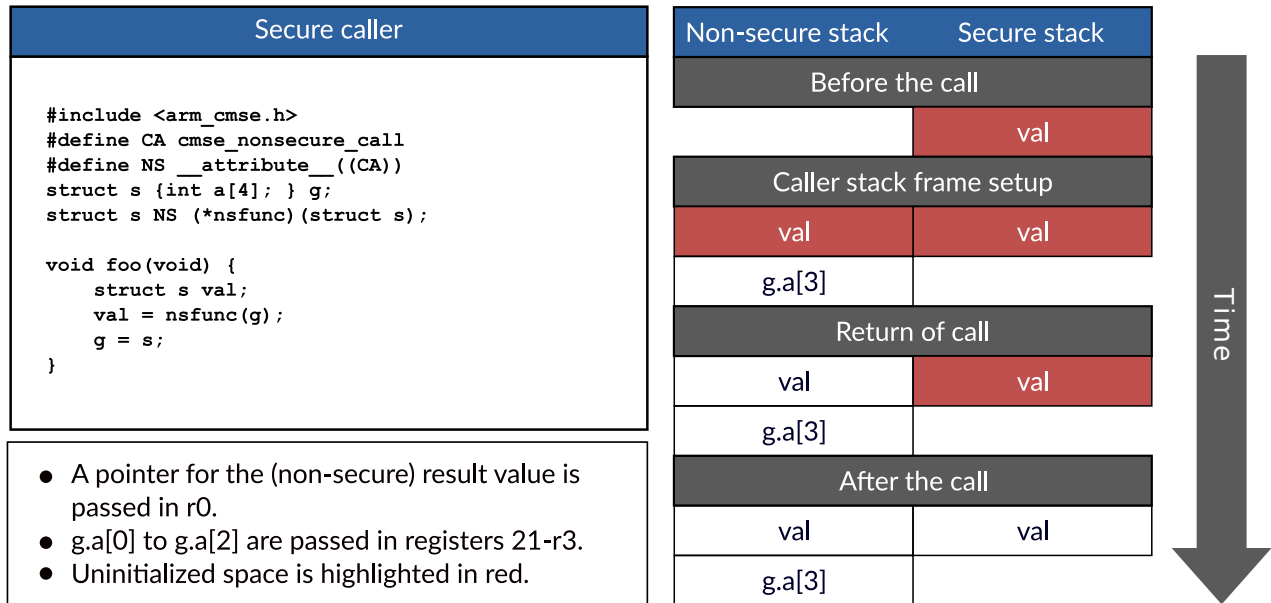 Secure caller
#include <arm_cmse.h>
#define CA cmse_nonsecure_call
#define NS __attribute__((CA))
struct s {int a[4]; } g;
struct s NS (*nsfunc)(struct s);
void foo(void) {
struct s val;
val = nsfunc(g);
g = s;
}
● A pointer for the (non-secure) result value is
passed in r0.
● g.a[0] to g.a[2] are passed in registers 21-r3.
● Uninitialized space is highlighted in red.
Non-secure stack Secure stack
Before the call
val
Caller stack frame setup
val val
g.a[3]
Return of call
val val
g.a[3]
After the call
val val
g.a[3]
Time